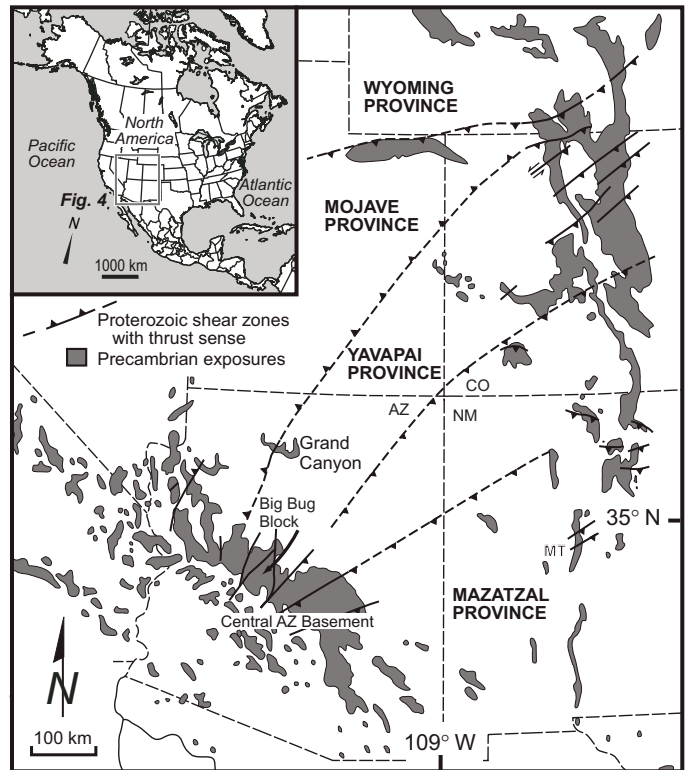 North
America
Pacific
Ocean
Atlantic
Ocean
Fig. 4
N
1000 km
WYOMING
PROVINCE
MOJAVE
PROVINCE
Proterozoic shear zones
with thrust sense
Precambrian exposures
YAVAPAI
PROVINCE
CO
AZ
NM
Grand
Canyon
Big Bug
Block
35° N
MT
MAZATZAL
PROVINCE
Central AZ Basement
N
100 km
109° W